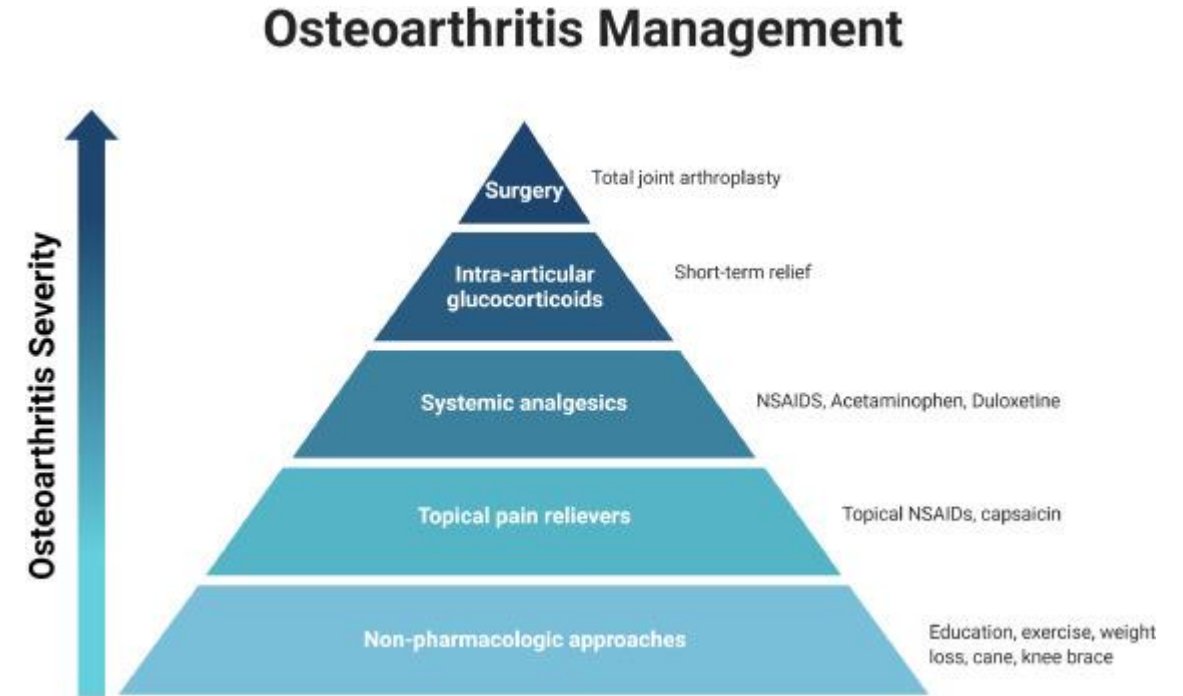 Osteoarthritis Management
Osteoarthritis Severity
Surgery
Total joint arthroplasty
Intra-articular
glucocorticoids
Short-term relief
Systemic analgesics
NSAIDS, Acetaminophen, Duloxetine
Topical pain relievers
Topical NSAIDs, capsaicin
Non-pharmacologic approaches
Education, exercise, weight
loss, cane, knee brace